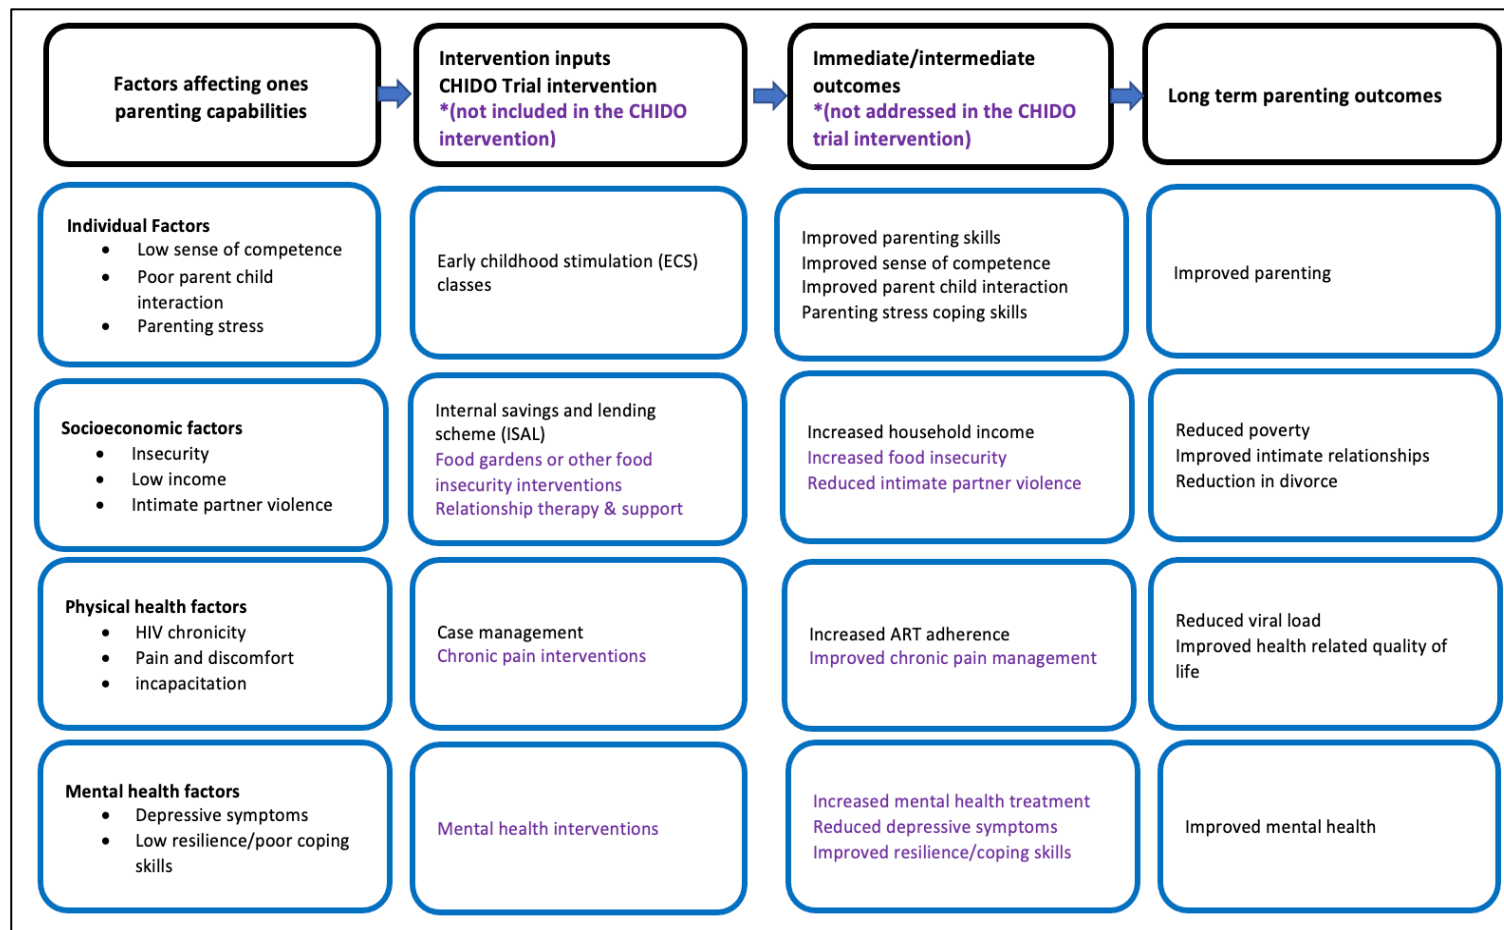 Factors affecting ones
parenting capabilities
Intervention inputs
CHIDO Trial intervention
*(not included in the CHIDO
intervention)
Immediate/intermediate
outcomes
*(not addressed in the CHIDO
trial intervention)
Long term parenting outcomes
Individual Factors
• Low sense of competence
• Poor parent child
interaction
• Parenting stress
Early childhood stimulation (ECS)
classes
Improved parenting skills
Improved sense of competence
Improved parent child interaction
Parenting stress coping skills
Improved parenting
Socioeconomic factors
• Insecurity
• Low income
• Intimate partner violence
Internal savings and lending
scheme (ISAL)
Food gardens or other food
insecurity interventions
Relationship therapy & support
Increased household income
Increased food insecurity
Reduced intimate partner violence
Reduced poverty
Improved intimate relationships
Reduction in divorce
Physical health factors
• HIV chronicity
• Pain and discomfort
• incapacitation
Case management
Chronic pain interventions
Increased ART adherence
Improved chronic pain management
Reduced viral load
Improved health related quality of
life
Mental health factors
• Depressive symptoms
• Low resilience/poor coping
skills
Mental health interventions
Increased mental health treatment
Reduced depressive symptoms
Improved resilience/coping skills
Improved mental health